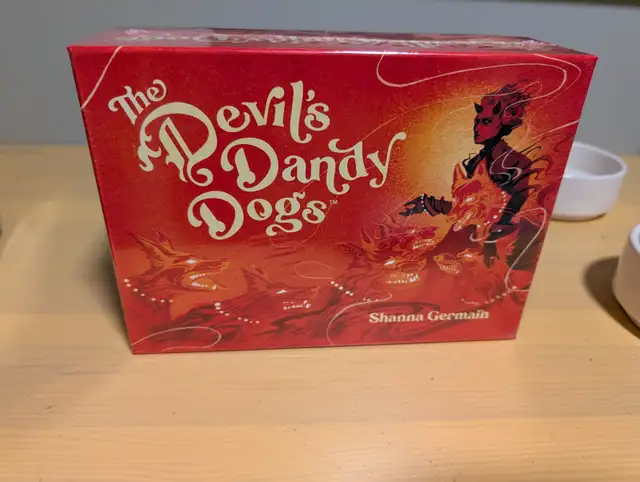 The
Devil's
Dandy
Dogs™
Shanna Germain